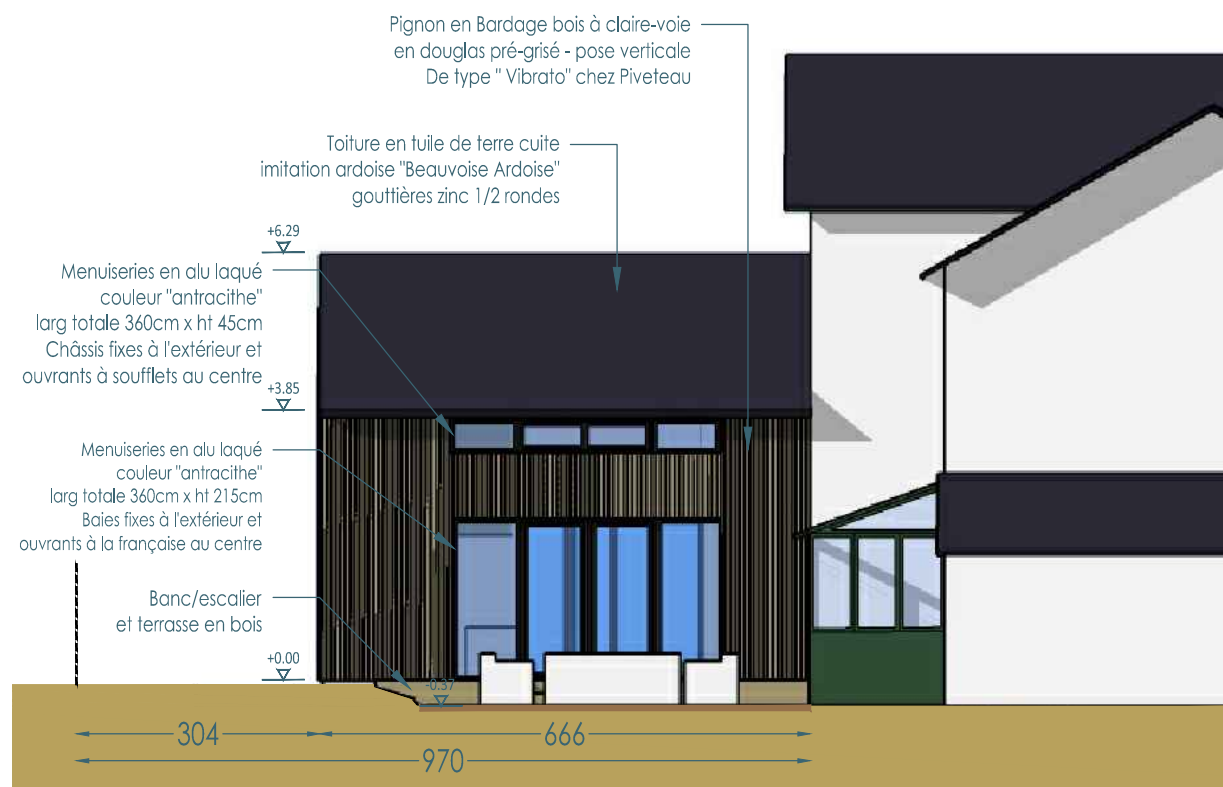 Pignon en Bardage bois à claire-voie
en douglas pré-grisé - pose verticale
De type " Vibrato" chez Piveteau
Toiture en tuile de terre cuite
imitation ardoise "Beauvoise Ardoise"
gouttières zinc 1/2 rondes
+6.29
Menuiseries en alu laqué
couleur "antracithe"
larg totale 360cm x ht 45cm
Châssis fixes à l'extérieur et
ouvrants à soufflets au centre
+3.85
Menuiseries en alu laqué
couleur "antracithe"
larg totale 360cm x ht 215cm
Baies fixes à l'extérieur et
ouvrants à la française au centre
Banc/escalier
et terrasse en bois
+0.00
-0.37
304
666
970